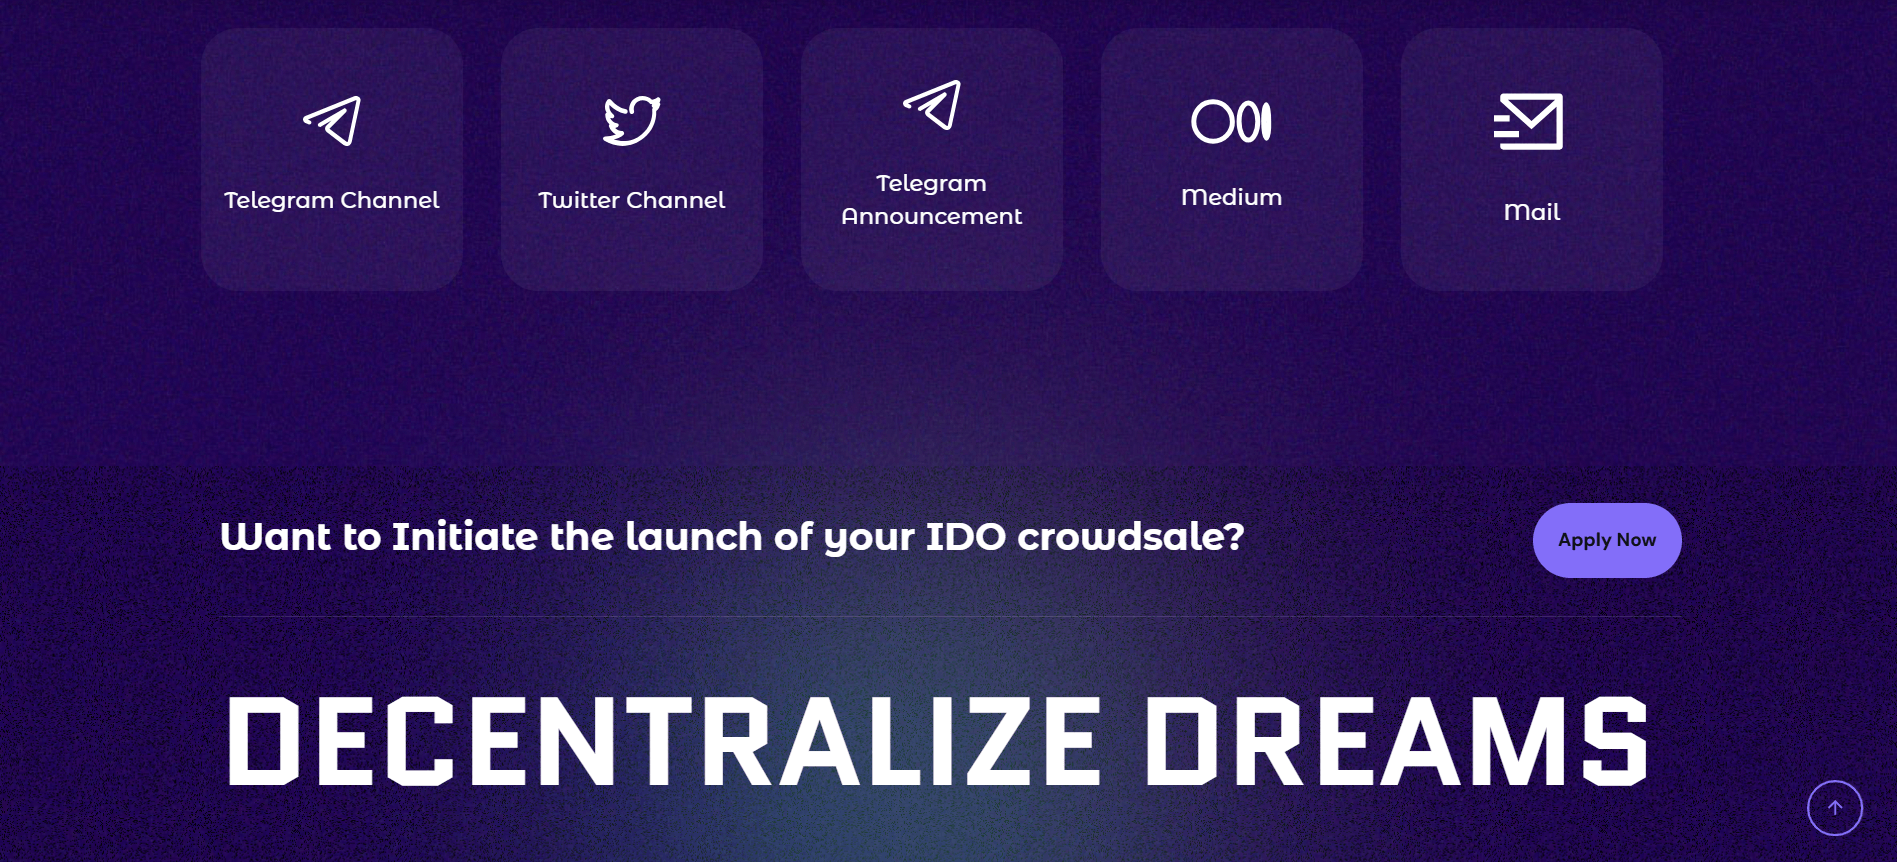 Telegram Channel
Twitter Channel
Telegram
Announcement
Medium
Mail
Want to Initiate the launch of your IDO crowdsale?
Apply Now
DECENTRALIZE DREAMS